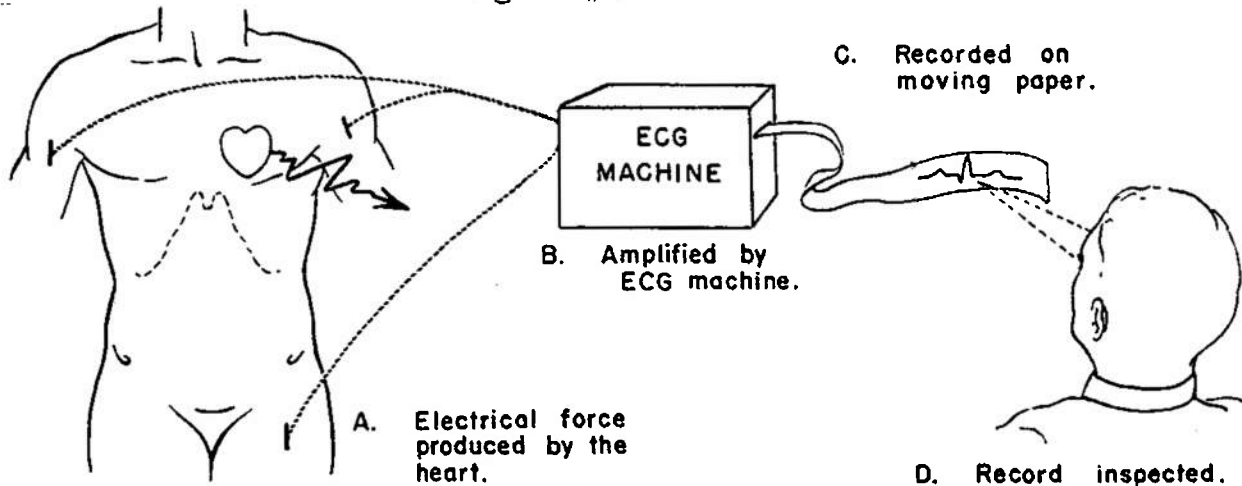 C. Recorded on
moving paper.
ECG
MACHINE
B. Amplified by
ECG machine.
A. Electrical force
produced by the
heart.
D. Record inspected.